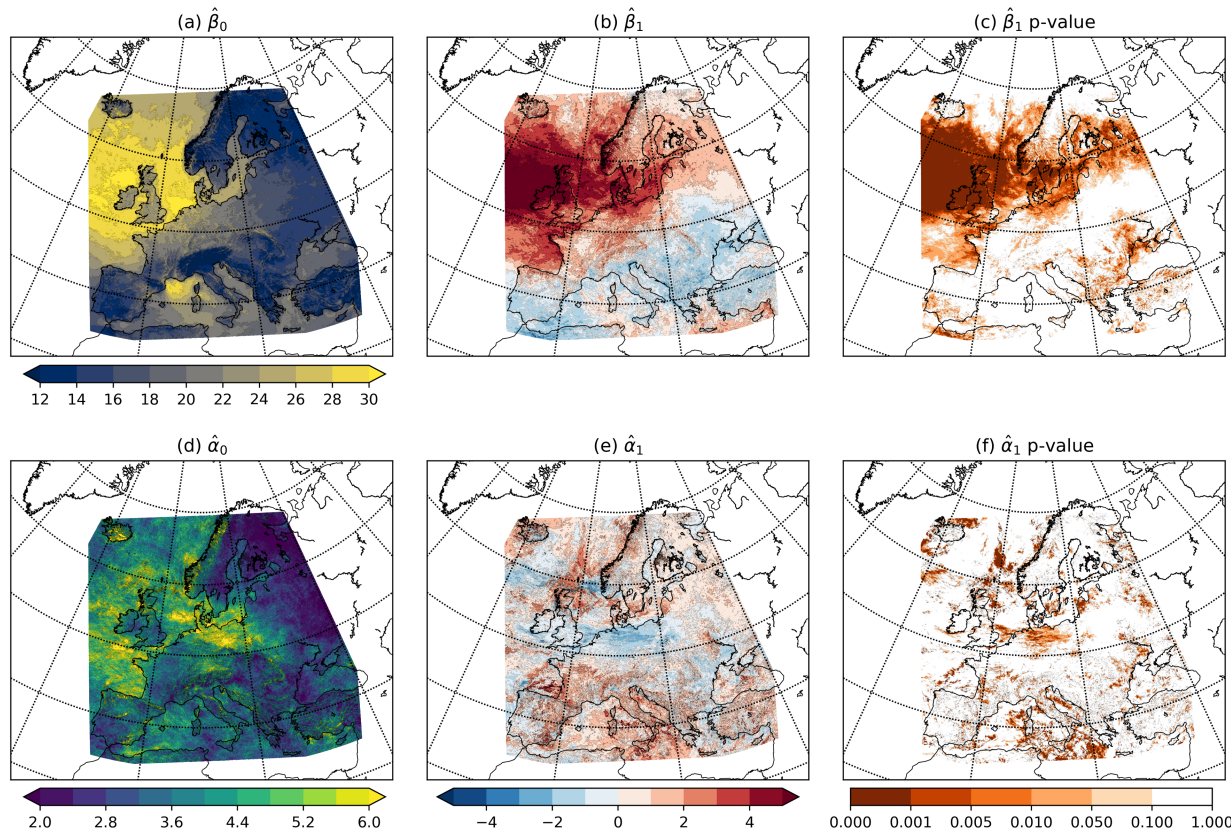 (a) β̂₀
(b) β̂₁
(c) β̂₁ p-value
12 14 16 18 20 22 24 26 28 30
(d) α̂₀
(e) α̂₁
(f) α̂₁ p-value
2.0 2.8 3.6 4.4 5.2 6.0
−4 −2 0 2 4
0.000 0.001 0.005 0.010 0.050 0.100 1.000